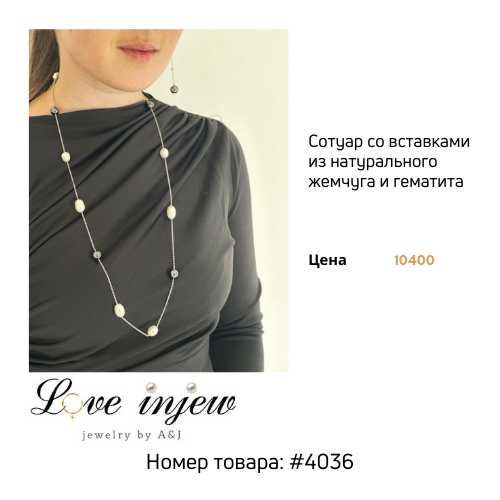 Сотуар со вставками
из натурального
жемчуга и гематита
Цена 10400
Love injew
jewelry by A&J
Номер товара: #4036